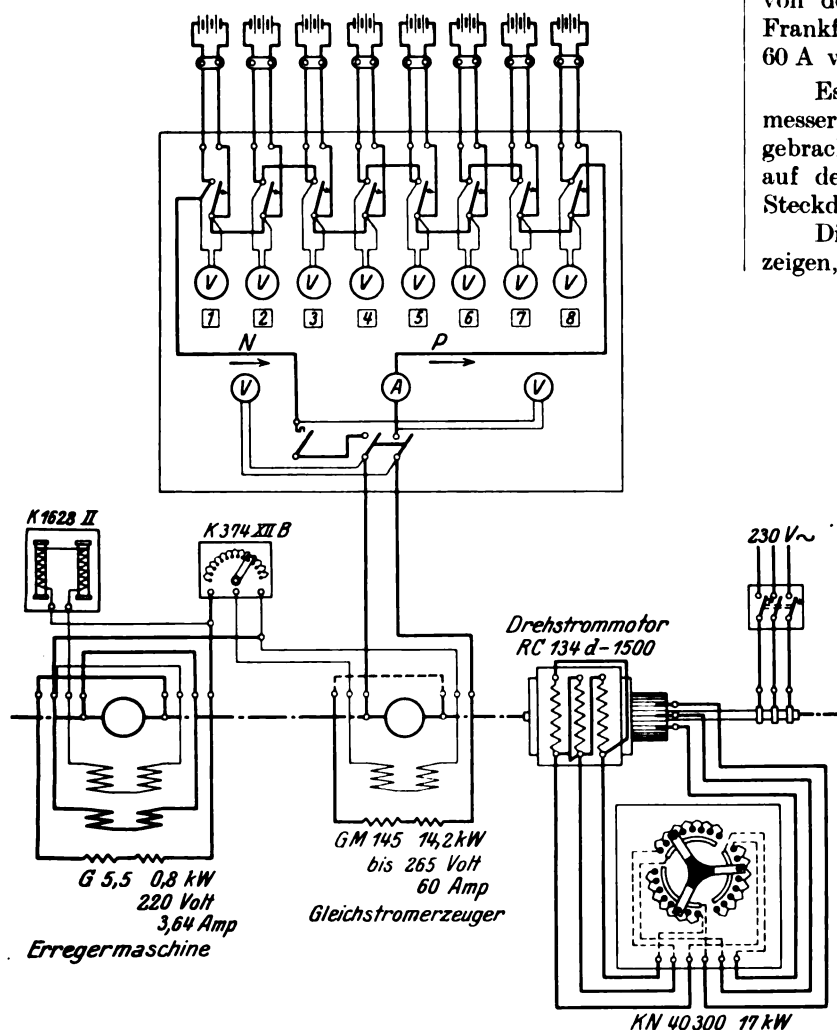 von de
Frankf
60 A v
Es
messer
gebrac
auf de
Steckd
Di
zeigen,
V V V V V V V V
1 2 3 4 5 6 7 8
N P
V A V
K 1628 II
K 374 XII B
230 V~
Drehstrommotor
RC 134 d-1500
GM 145 14,2 kW
bis 265 Volt
60 Amp
Gleichstromerzeuger
G 5,5 0,8 kW
220 Volt
3,64 Amp
Erregermaschine
KN 40300 17 kW